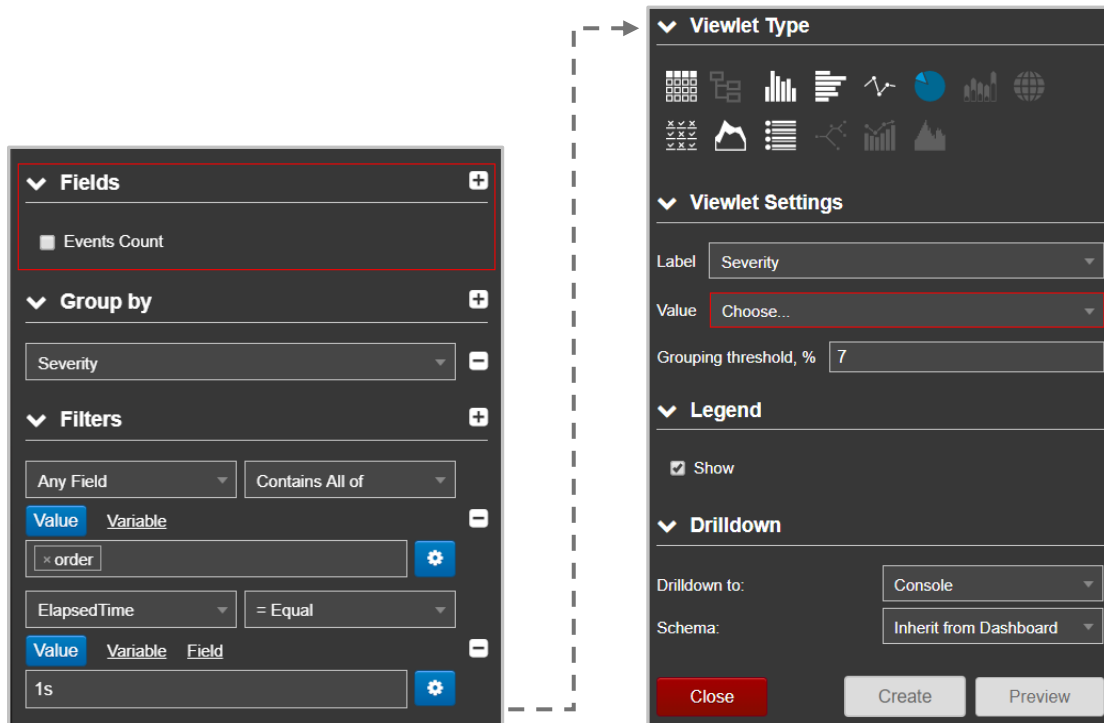 Fields
Events Count
Group by
Severity
Filters
Any Field Contains All of
Value Variable
× order
ElapsedTime = Equal
Value Variable Field
1s
Viewlet Type
Viewlet Settings
Label Severity
Value Choose...
Grouping threshold, % 7
Legend
Show
Drilldown
Drilldown to: Console
Schema: Inherit from Dashboard
Close Create Preview